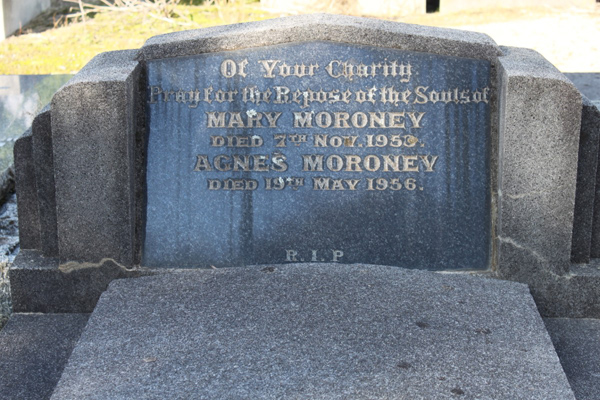 Of Your Charity
Pray for the Repose of the Souls of
MARY MORONEY
DIED 7TH NOV.
AGNES MORONEY
DIED 19TH MAY 1956.
R.I.P